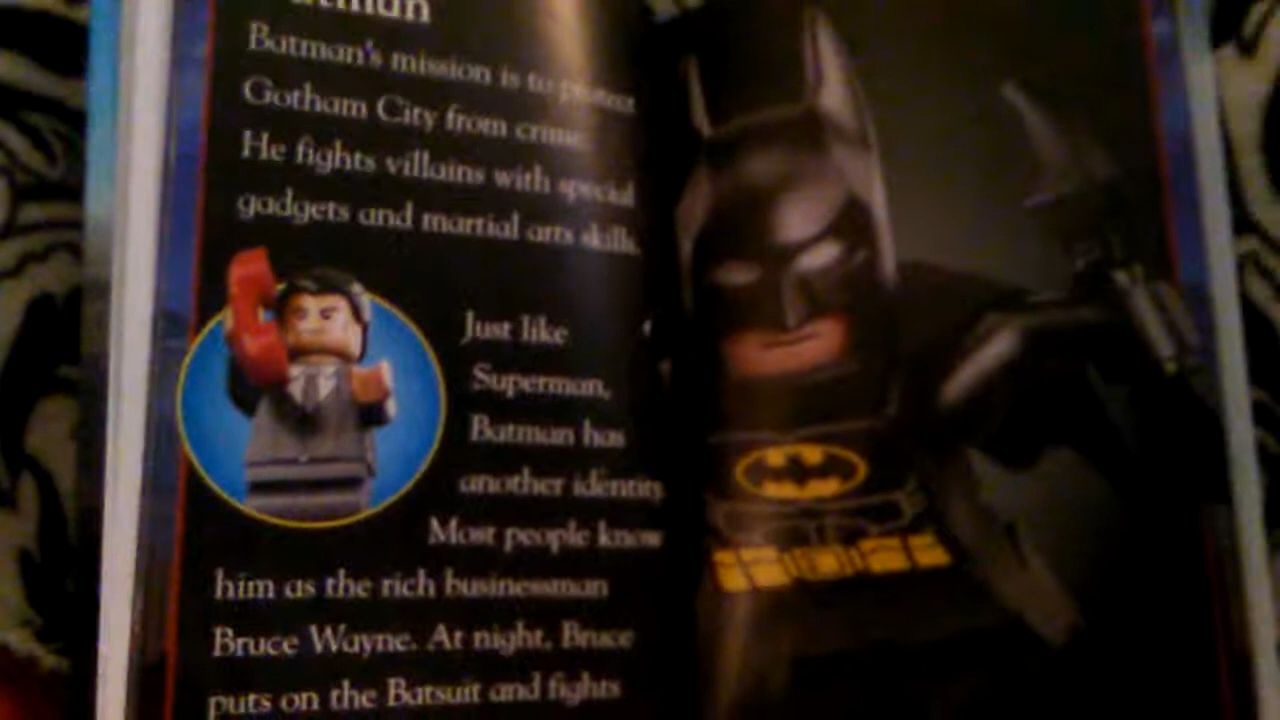 Batman
Batman's mission is to protect
Gotham City from crime.
He fights villains with special
gadgets and martial arts skills.
Just like
Superman,
Batman has
another identity
Most people know
him as the rich businessman
Bruce Wayne. At night, Bruce
puts on the Batsuit and fights